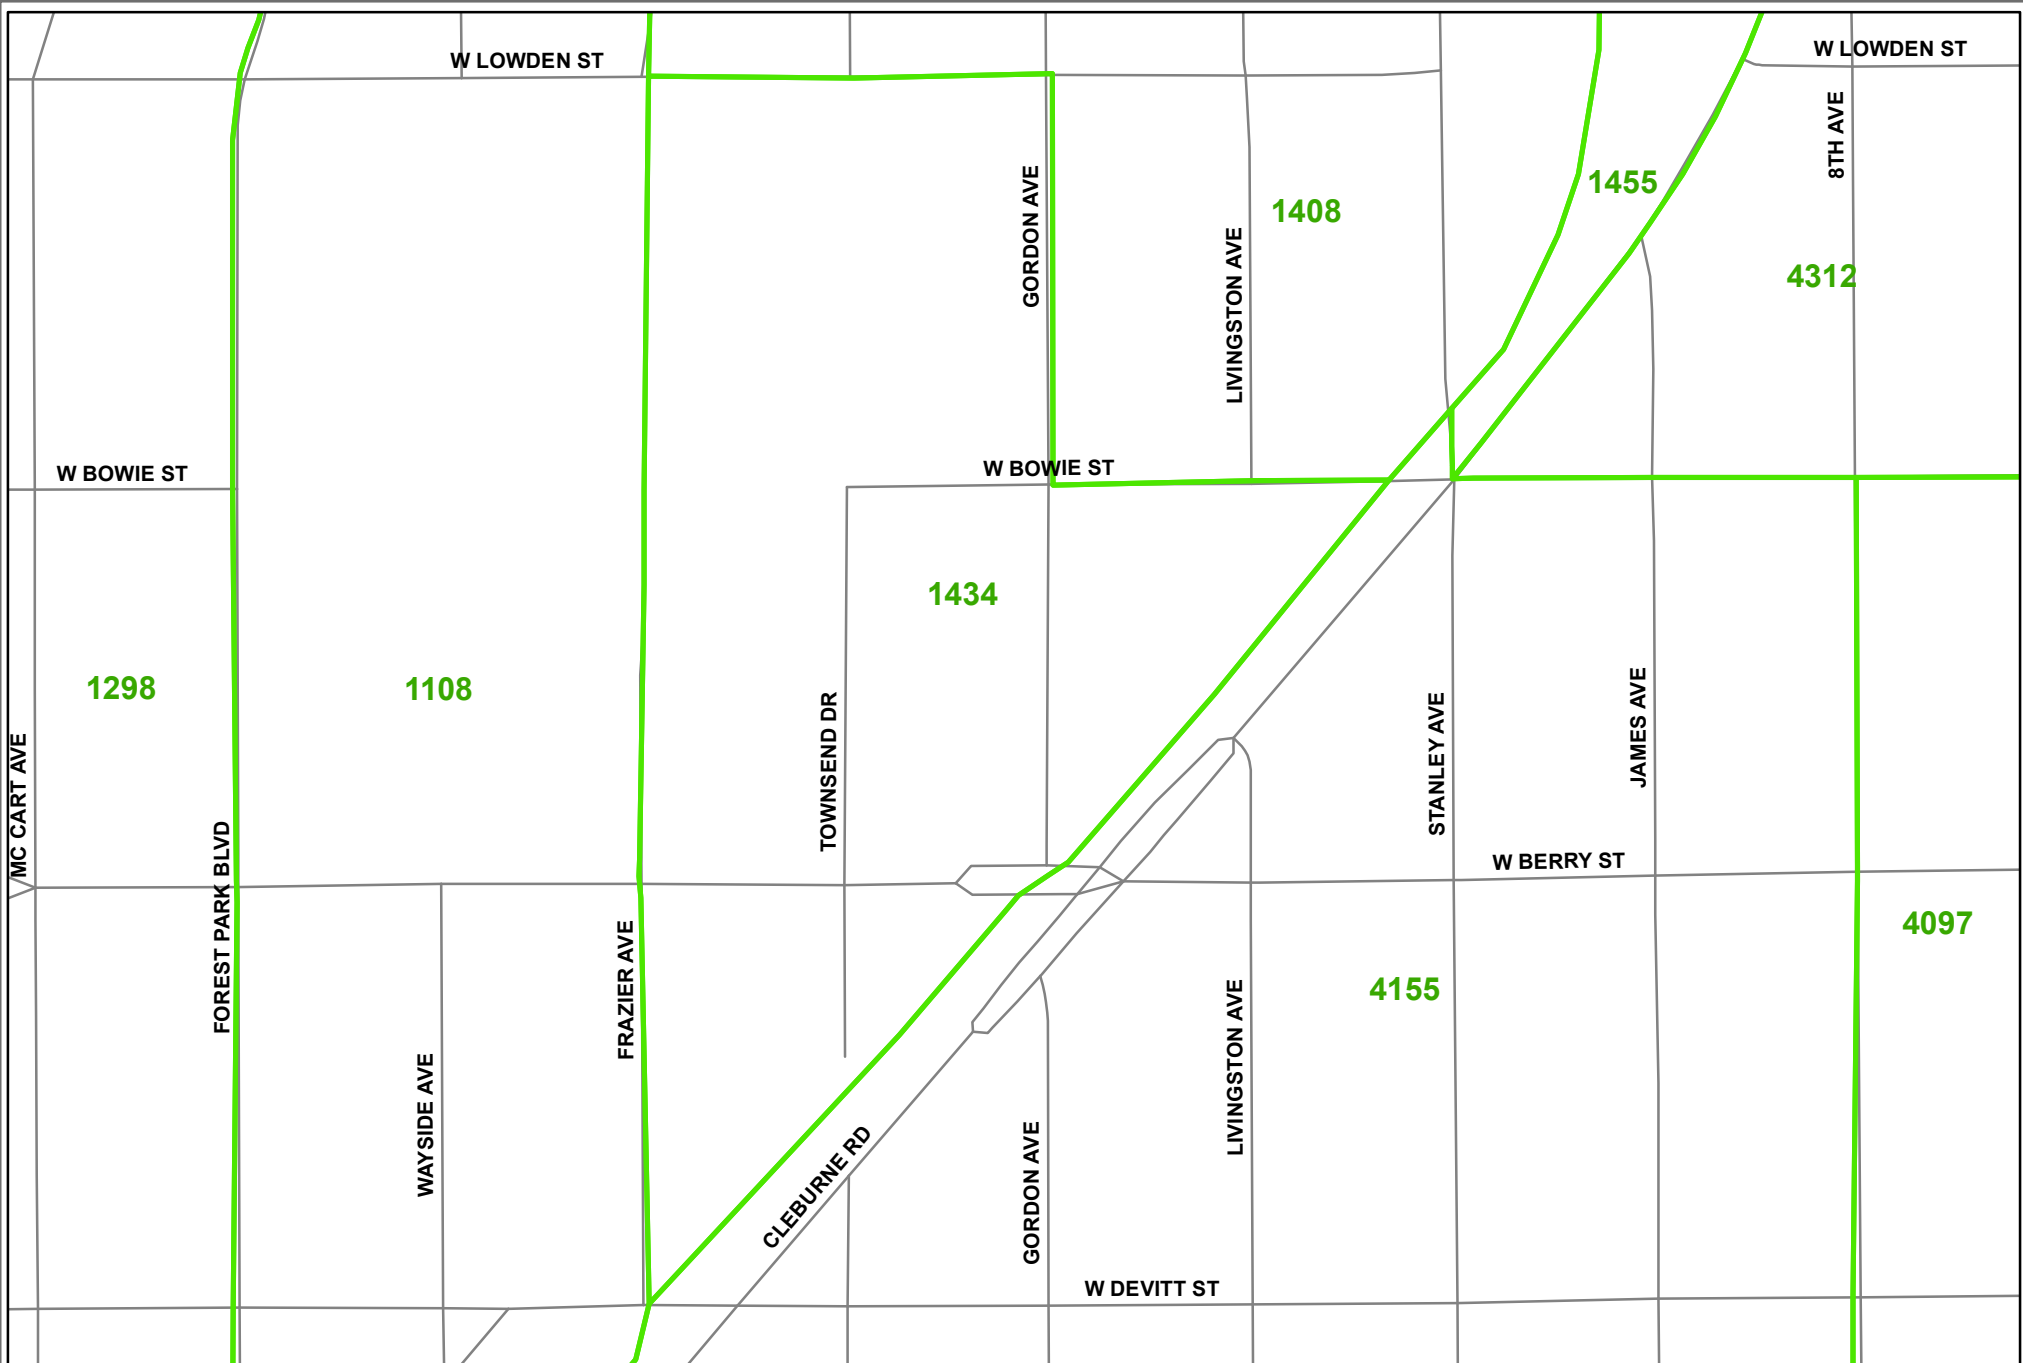 W LOWDEN ST
W LOWDEN ST
8TH AVE
GORDON AVE
1455
1408
LIVINGSTON AVE
4312
W BOWIE ST
W BOWIE ST
1434
1298
1108
MC CART AVE
TOWNSEND DR
STANLEY AVE
JAMES AVE
FOREST PARK BLVD
W BERRY ST
4097
FRAZIER AVE
4155
LIVINGSTON AVE
WAYSIDE AVE
CLEBURNE RD
GORDON AVE
W DEVITT ST